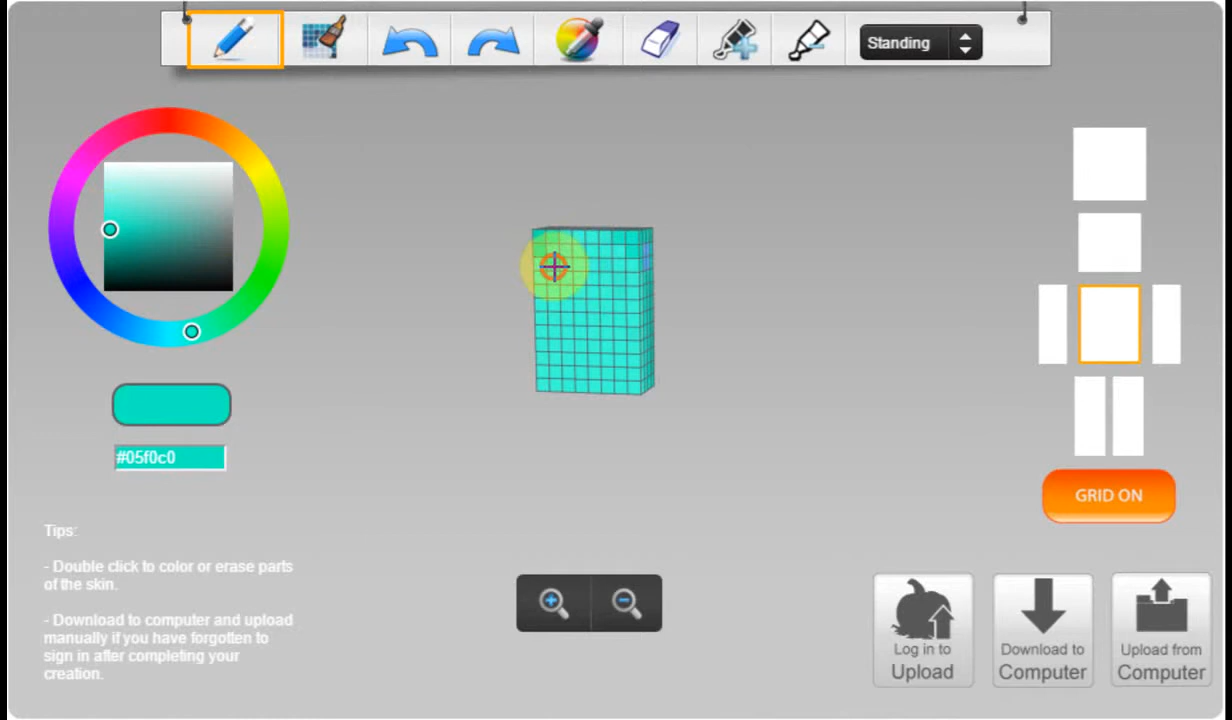 Standing
#05f0c0
GRID ON
Tips:
- Double click to color or erase parts
of the skin.
- Download to computer and upload
manually if you have forgotten to
sign in after completing your
creation.
Log in to
Upload
Download to
Computer
Upload from
Computer